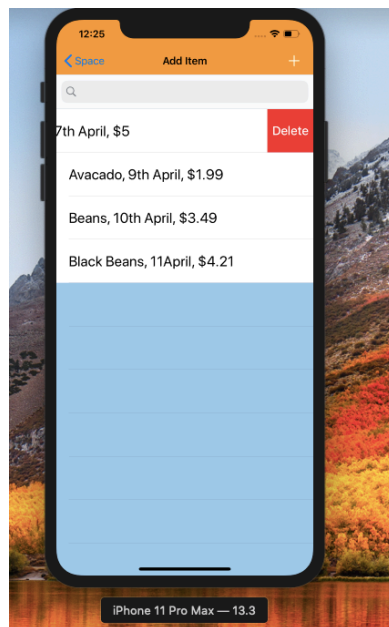 12:25
Space Add Item +
7th April, $5 Delete
Avacado, 9th April, $1.99
Beans, 10th April, $3.49
Black Beans, 11April, $4.21
iPhone 11 Pro Max — 13.3